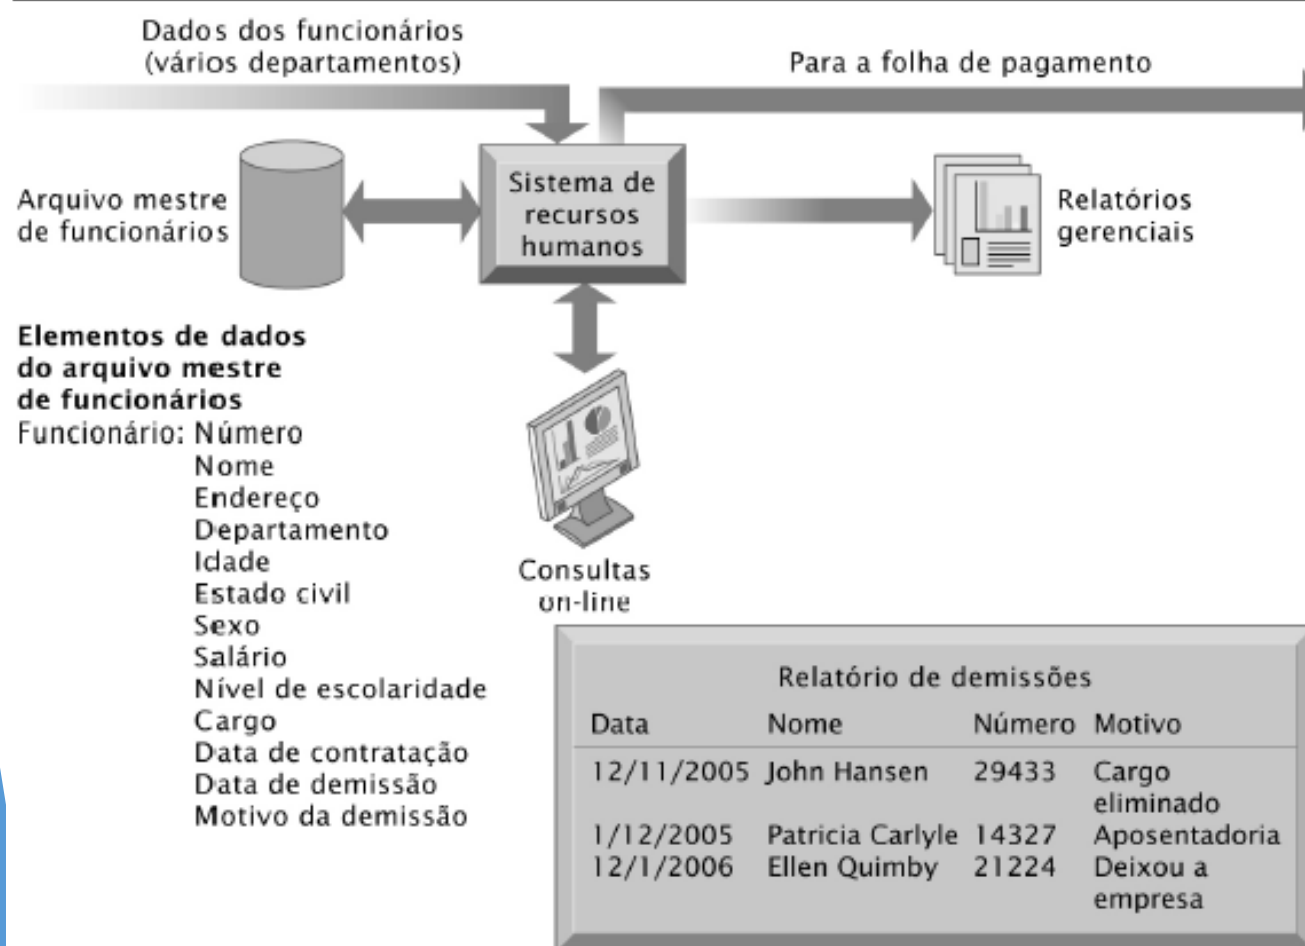 Dados dos funcionários
(vários departamentos)
Para a folha de pagamento
Arquivo mestre
de funcionários
Sistema de
recursos
humanos
Relatórios
gerenciais
Elementos de dados
do arquivo mestre
de funcionários
Funcionário: Número
Nome
Endereço
Departamento
Idade
Estado civil
Sexo
Salário
Nível de escolaridade
Cargo
Data de contratação
Data de demissão
Motivo da demissão
Consultas
on-line
Relatório de demissões
Data Nome Número Motivo
12/11/2005 John Hansen 29433 Cargo
eliminado
1/12/2005 Patricia Carlyle 14327 Aposentadoria
12/1/2006 Ellen Quimby 21224 Deixou a
empresa